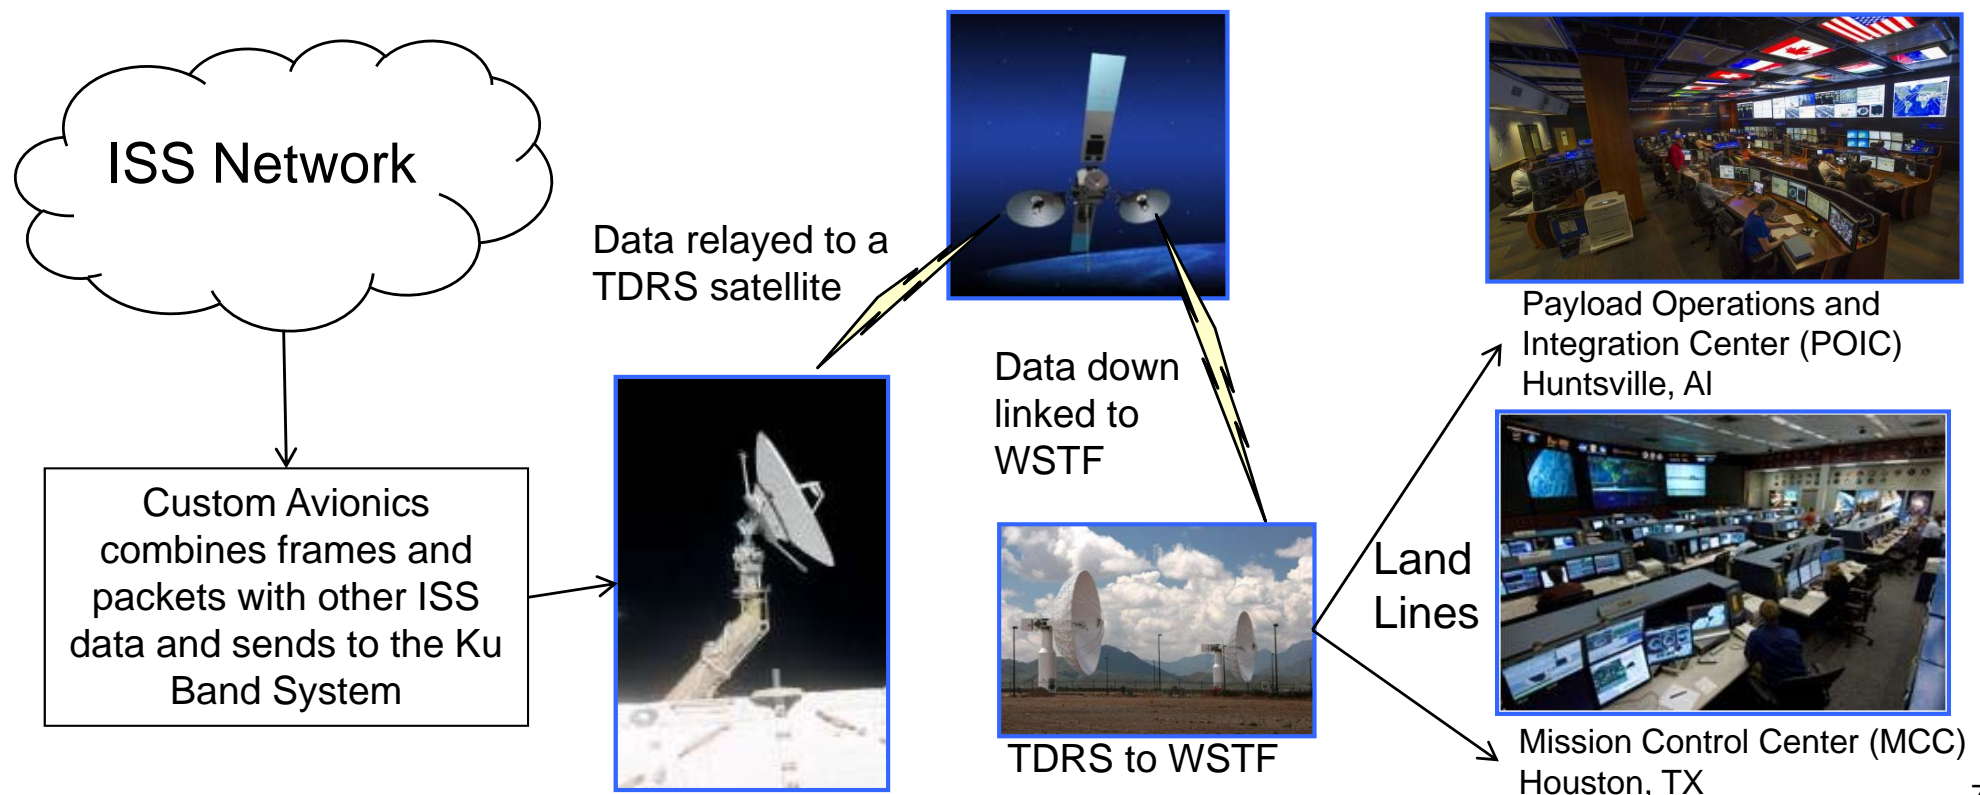 ISS Network
Custom Avionics
combines frames and
packets with other ISS
data and sends to the Ku
Band System
Data relayed to a
TDRS satellite
Data down
linked to
WSTF
TDRS to WSTF
Land
Lines
Payload Operations and
Integration Center (POIC)
Huntsville, Al
Mission Control Center (MCC)
Houston, TX